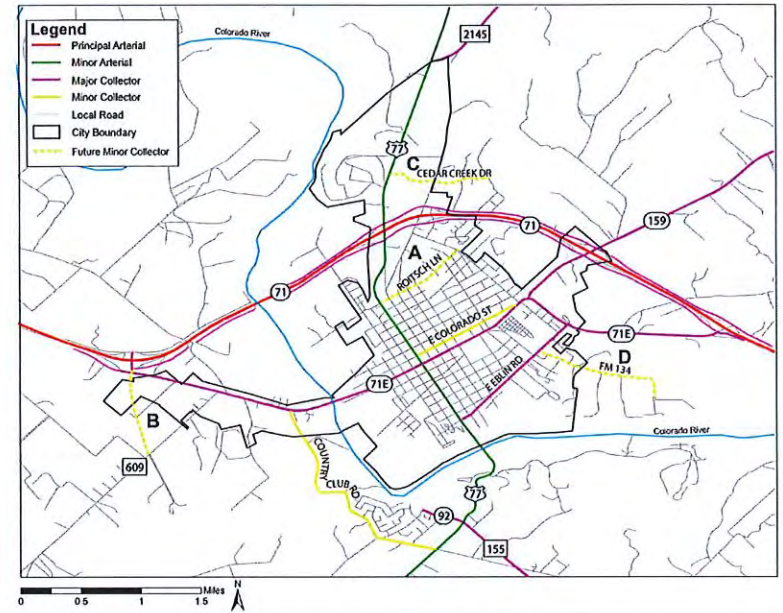 Legend
Principal Arterial
Minor Arterial
Major Collector
Minor Collector
Local Road
City Boundary
Future Minor Collector
Colorado River
2145
77
C
CEDAR CREEK DR
159
71
A
ROITSCH LN
71
E COLORADO ST
71E
71E
D
FM 134
E EBLIN RD
B
609
COUNTRY
CLUB RD
Colorado River
77
92
155
0 0.5 1 1.5 Miles
N